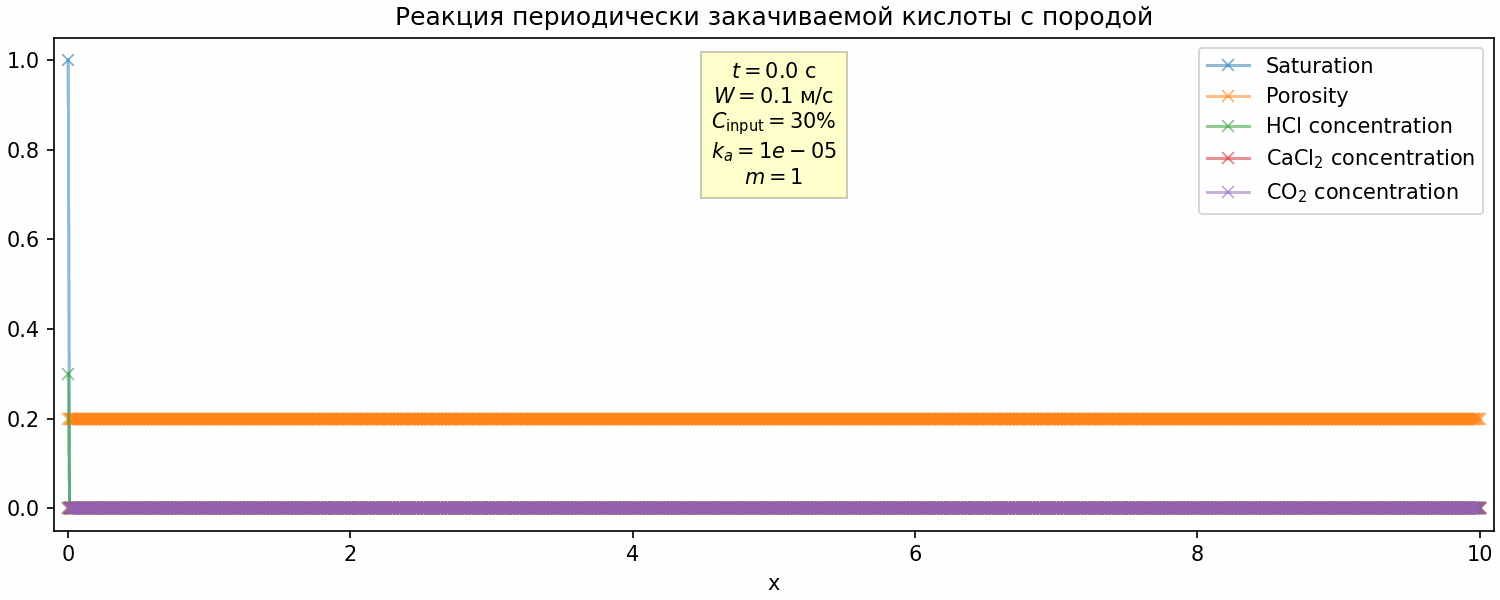 Реакция периодически закачиваемой кислоты с породой
1.0
0.8
0.6
0.4
0.2
0.0
t = 0.0 с
W = 0.1 м/с
C_input = 30%
k_a = 1e − 05
m = 1
Saturation
Porosity
HCl concentration
CaCl₂ concentration
CO₂ concentration
0 2 4 6 8 10
x